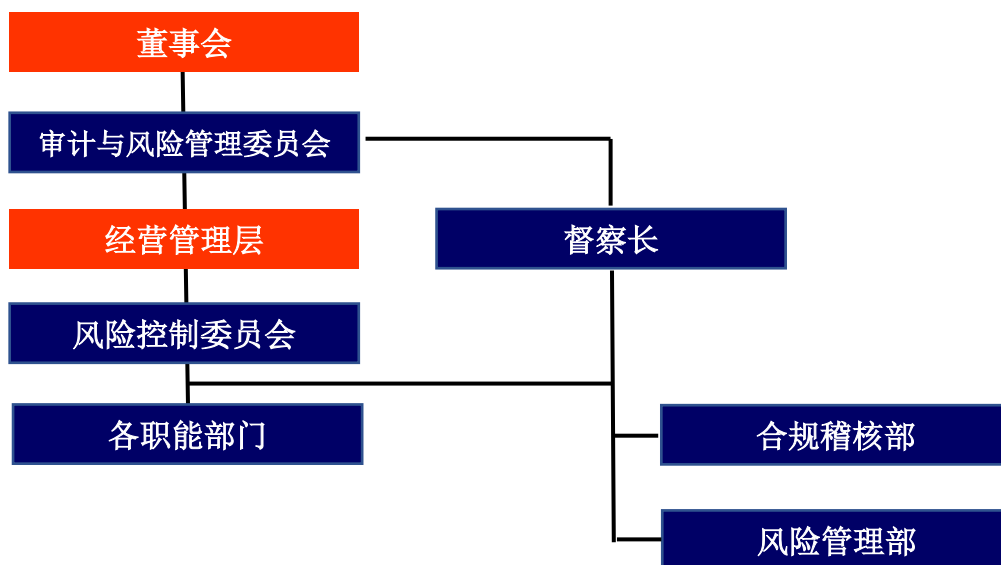 董事会
审计与风险管理委员会
经营管理层
督察长
风险控制委员会
各职能部门
合规稽核部
风险管理部